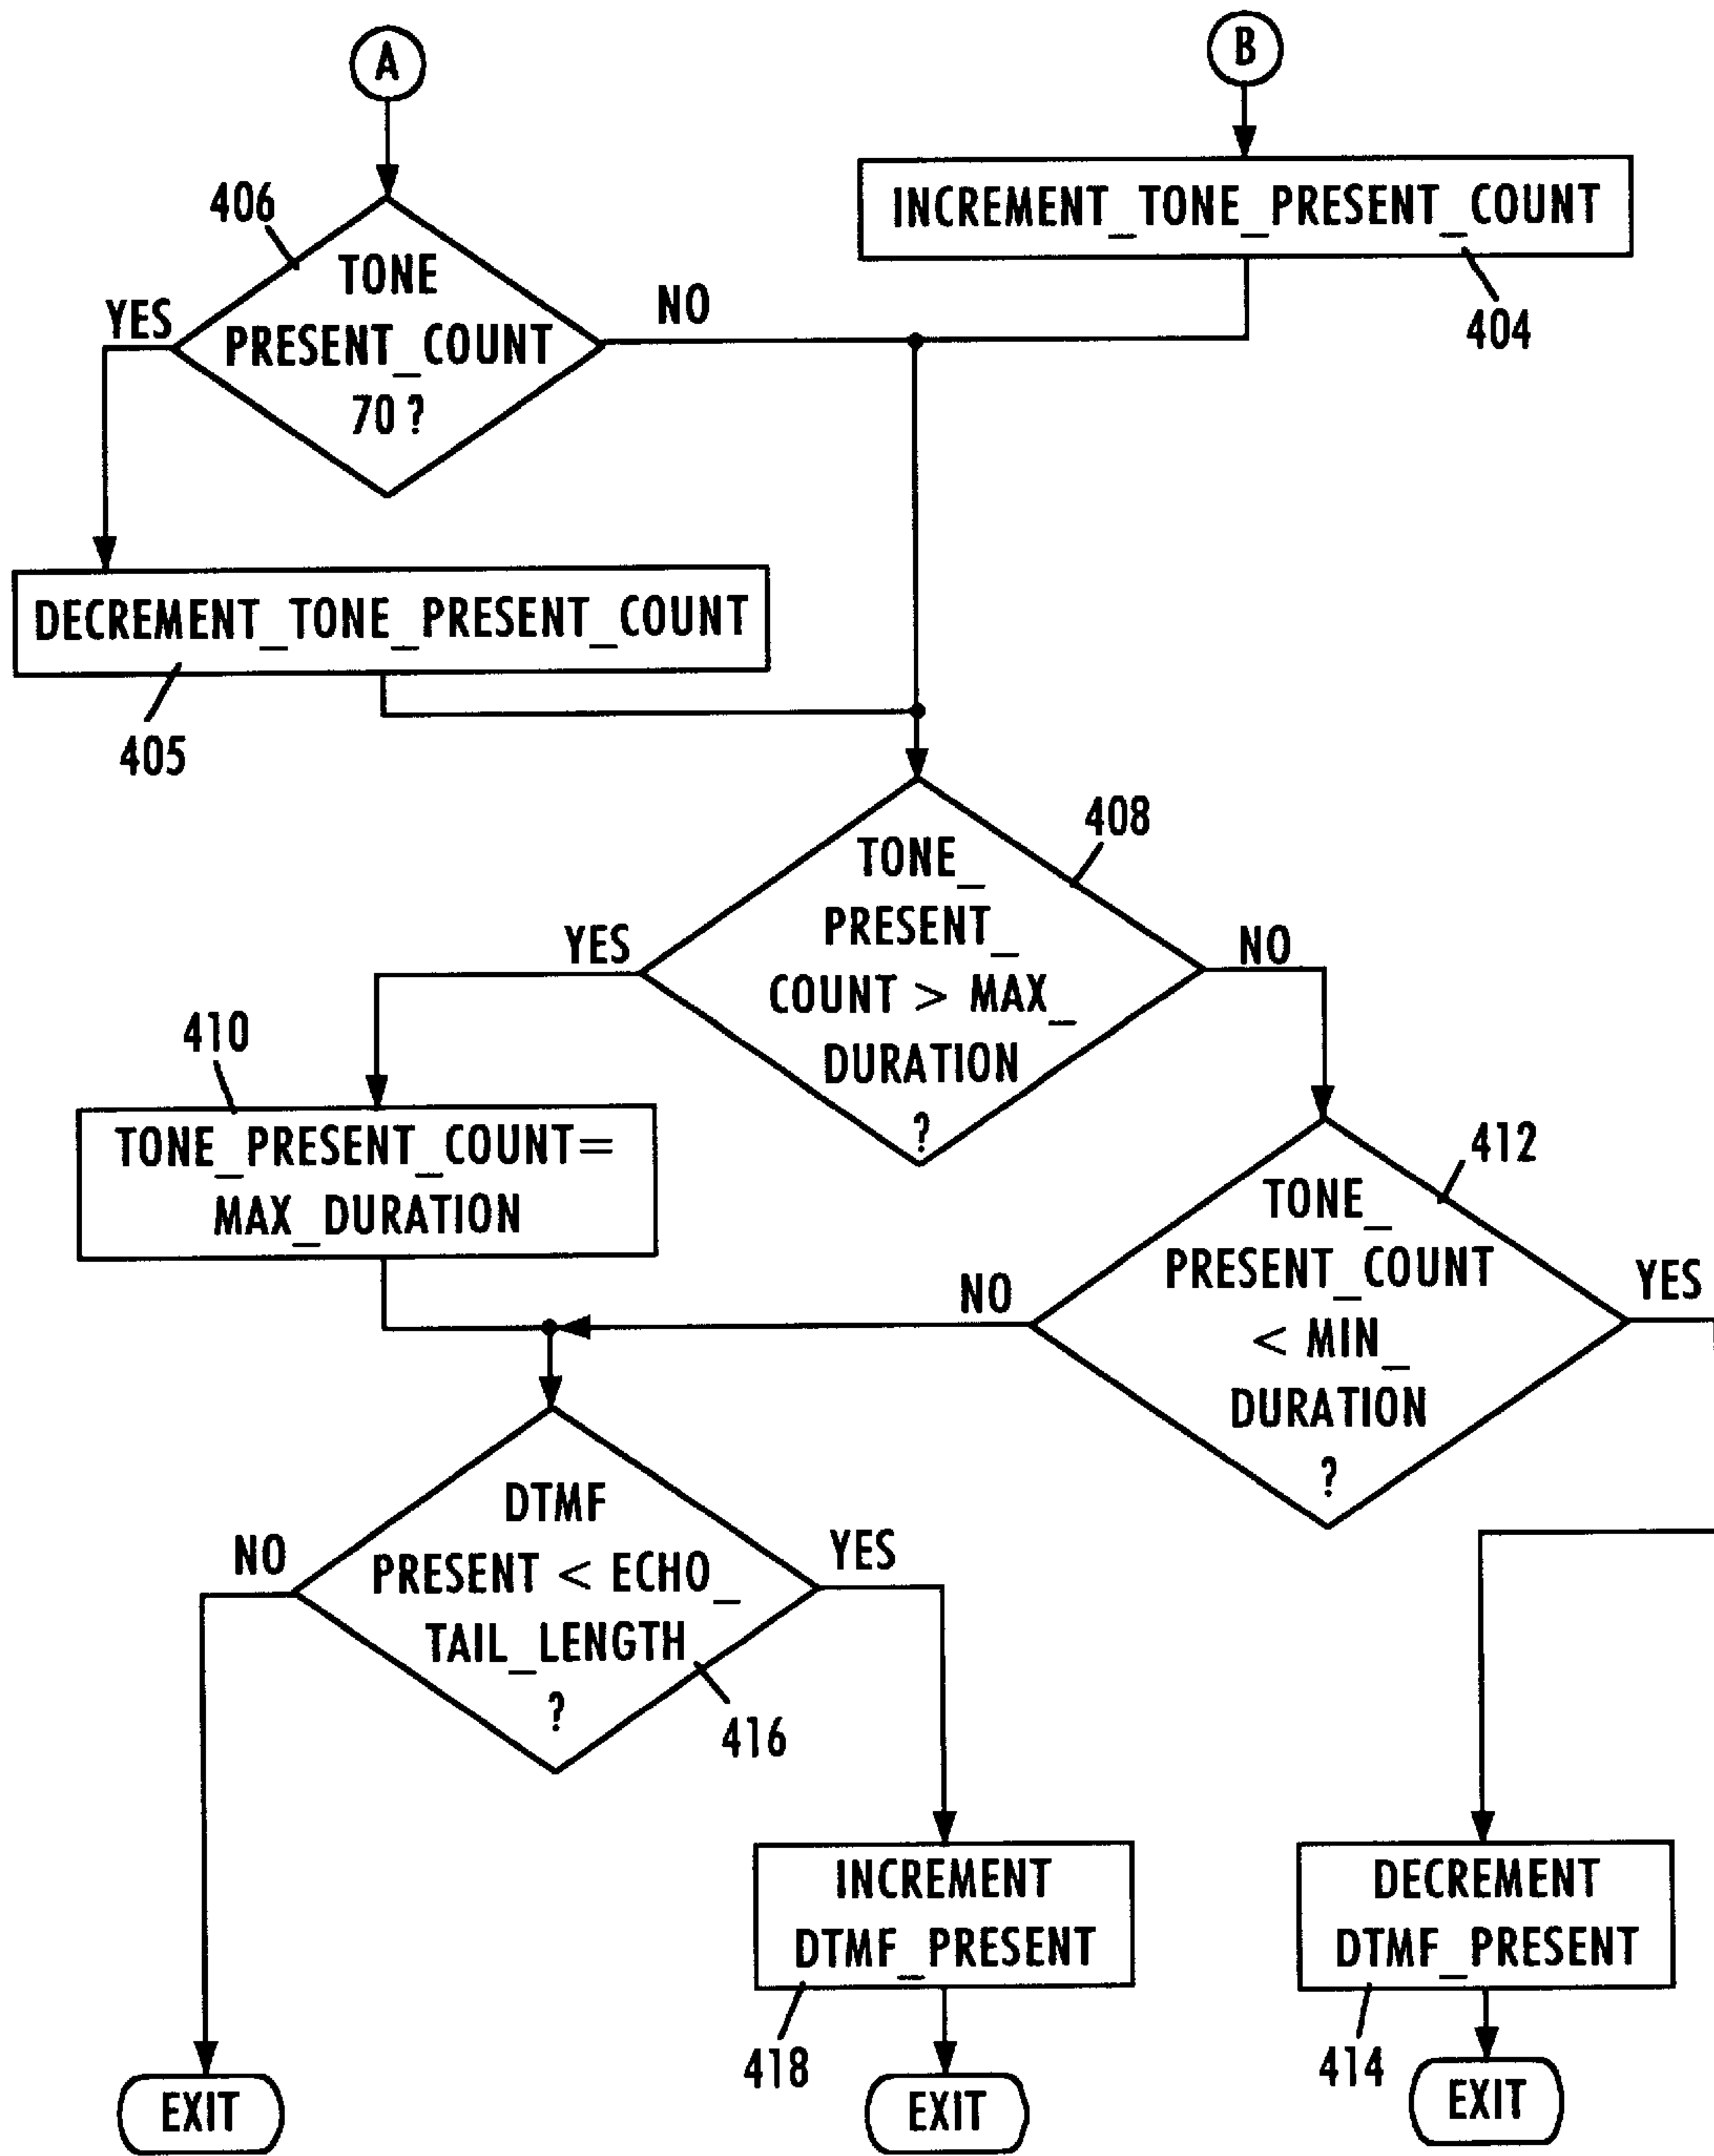 A
B
INCREMENT_TONE_PRESENT_COUNT
404
406
TONE
PRESENT_COUNT
70 ?
YES
NO
DECREMENT_TONE_PRESENT_COUNT
405
408
TONE_
PRESENT_
COUNT > MAX_
DURATION
?
YES
NO
410
TONE_PRESENT_COUNT=
MAX_DURATION
412
TONE_
PRESENT_COUNT
< MIN_
DURATION
?
NO
YES
DTMF
PRESENT < ECHO_
TAIL_LENGTH
?
416
NO
YES
INCREMENT
DTMF_PRESENT
418
DECREMENT
DTMF_PRESENT
414
EXIT
EXIT
EXIT